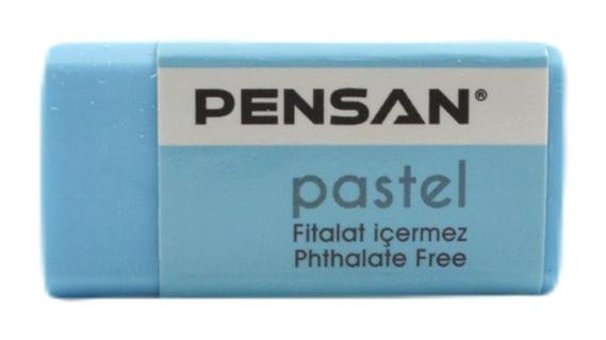 PENSAN®
pastel
Fitalat içermez
Phthalate Free